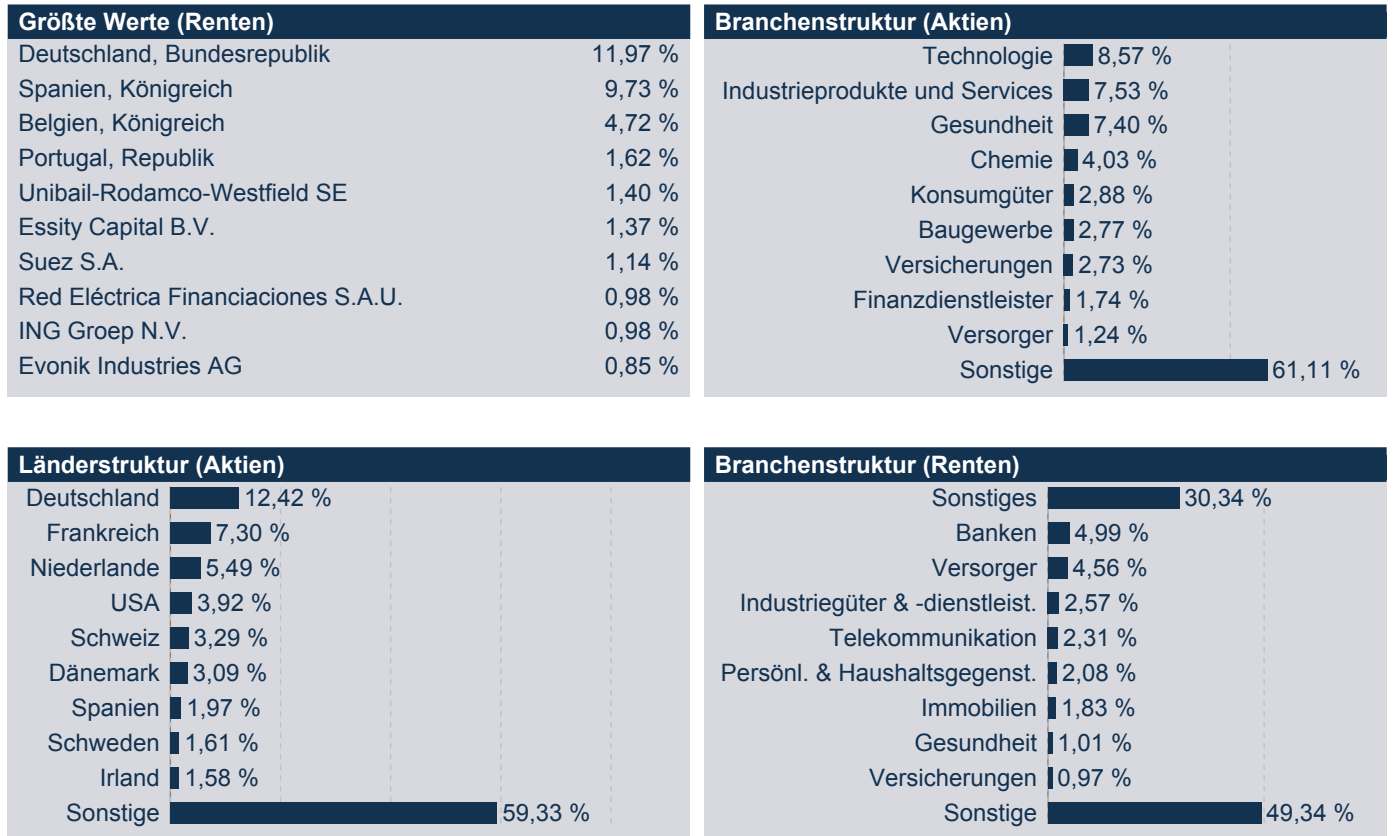 Größte Werte (Renten)
Deutschland, Bundesrepublik 11,97 %
Spanien, Königreich 9,73 %
Belgien, Königreich 4,72 %
Portugal, Republik 1,62 %
Unibail-Rodamco-Westfield SE 1,40 %
Essity Capital B.V. 1,37 %
Suez S.A. 1,14 %
Red Eléctrica Financiaciones S.A.U. 0,98 %
ING Groep N.V. 0,98 %
Evonik Industries AG 0,85 %
Branchenstruktur (Aktien)
Technologie 8,57 %
Industrieprodukte und Services 7,53 %
Gesundheit 7,40 %
Chemie 4,03 %
Konsumgüter 2,88 %
Baugewerbe 2,77 %
Versicherungen 2,73 %
Finanzdienstleister 1,74 %
Versorger 1,24 %
Sonstige 61,11 %
Länderstruktur (Aktien)
Deutschland 12,42 %
Frankreich 7,30 %
Niederlande 5,49 %
USA 3,92 %
Schweiz 3,29 %
Dänemark 3,09 %
Spanien 1,97 %
Schweden 1,61 %
Irland 1,58 %
Sonstige 59,33 %
Branchenstruktur (Renten)
Sonstiges 30,34 %
Banken 4,99 %
Versorger 4,56 %
Industriegüter & -dienstleist. 2,57 %
Telekommunikation 2,31 %
Persönl. & Haushaltsgegenst. 2,08 %
Immobilien 1,83 %
Gesundheit 1,01 %
Versicherungen 0,97 %
Sonstige 49,34 %